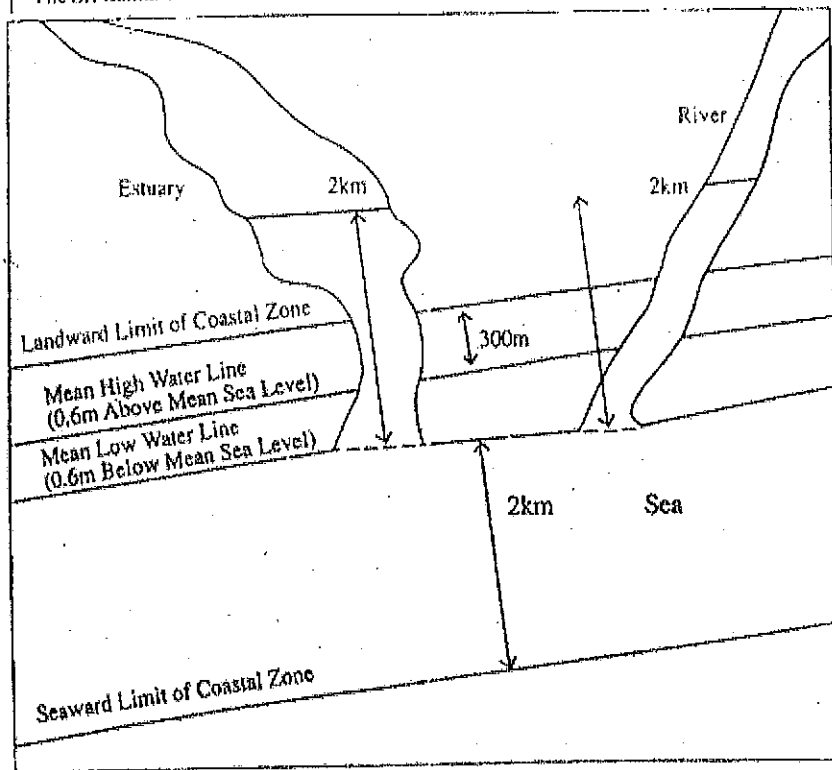 Estuary
2km
River
2km
Landward Limit of Coastal Zone
300m
Mean High Water Line
(0.6m Above Mean Sea Level)
Mean Low Water Line
(0.6m Below Mean Sea Level)
2km
Sea
Seaward Limit of Coastal Zone